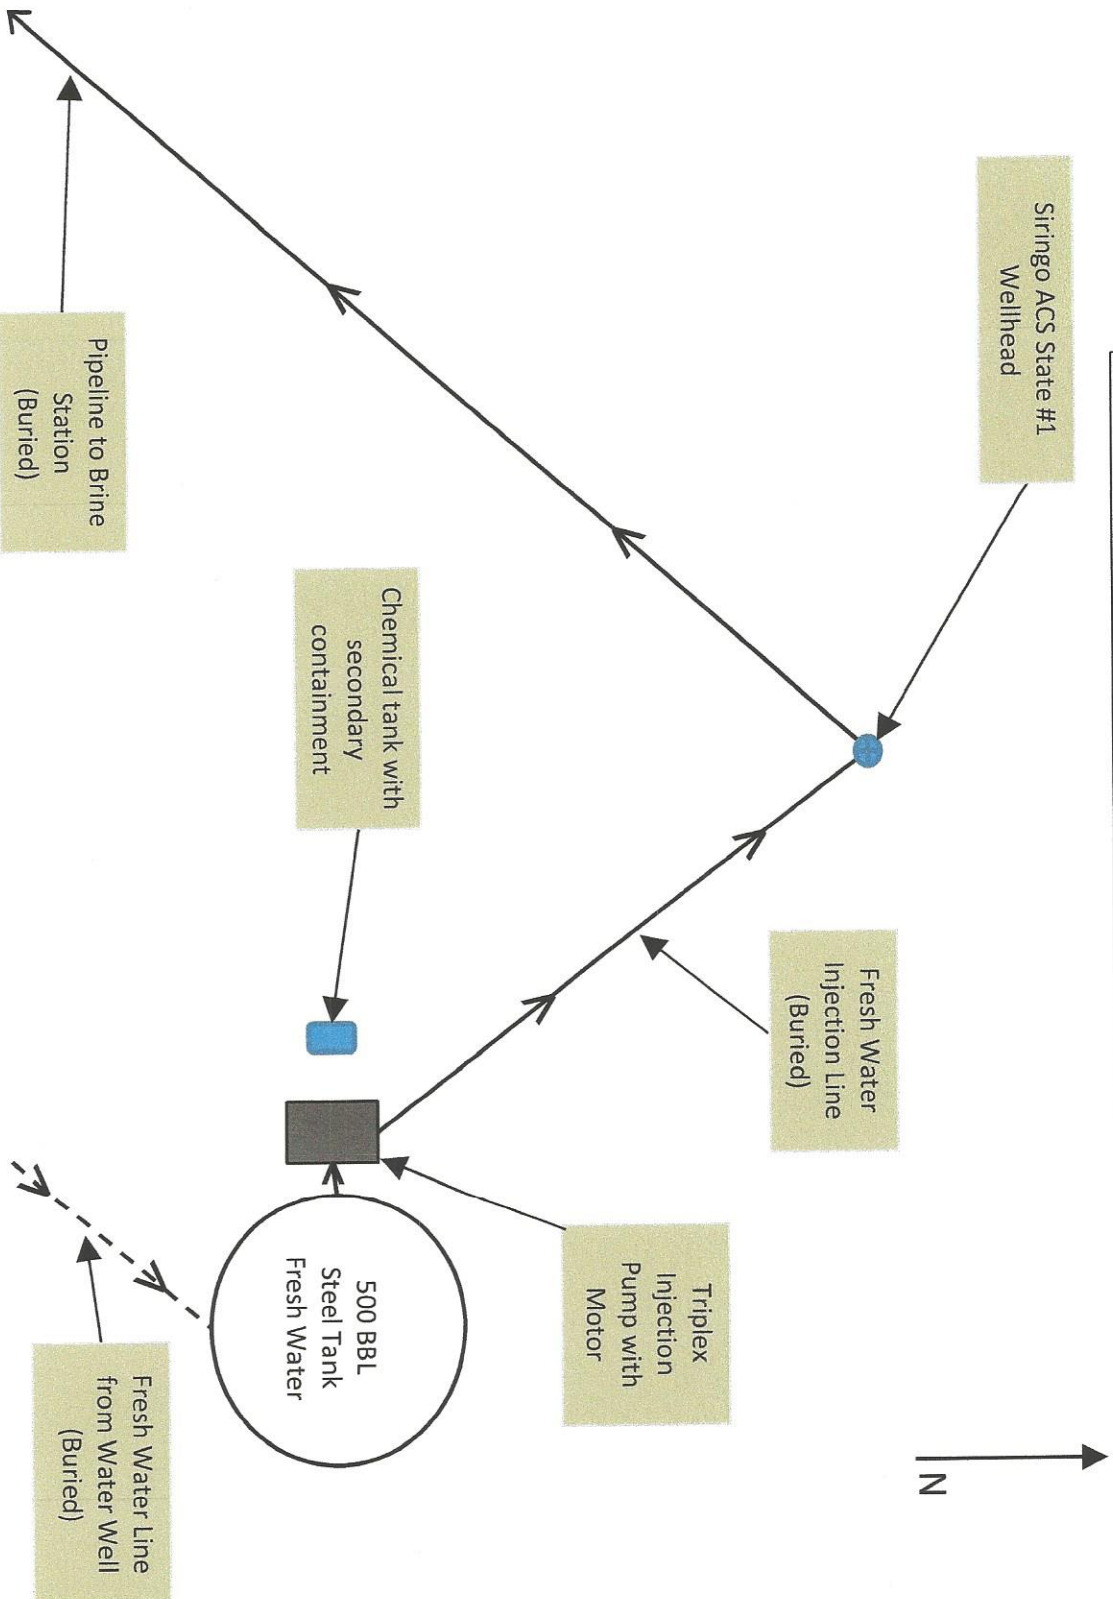 Siringo ACS State #1
Wellhead
Fresh Water
Injection Line
(Buried)
N
Triplex
Injection
Pump with
Motor
Chemical tank with
secondary
containment
500 BBL
Steel Tank
Fresh Water
Pipeline to Brine
Station
(Buried)
Fresh Water Line
from Water Well
(Buried)